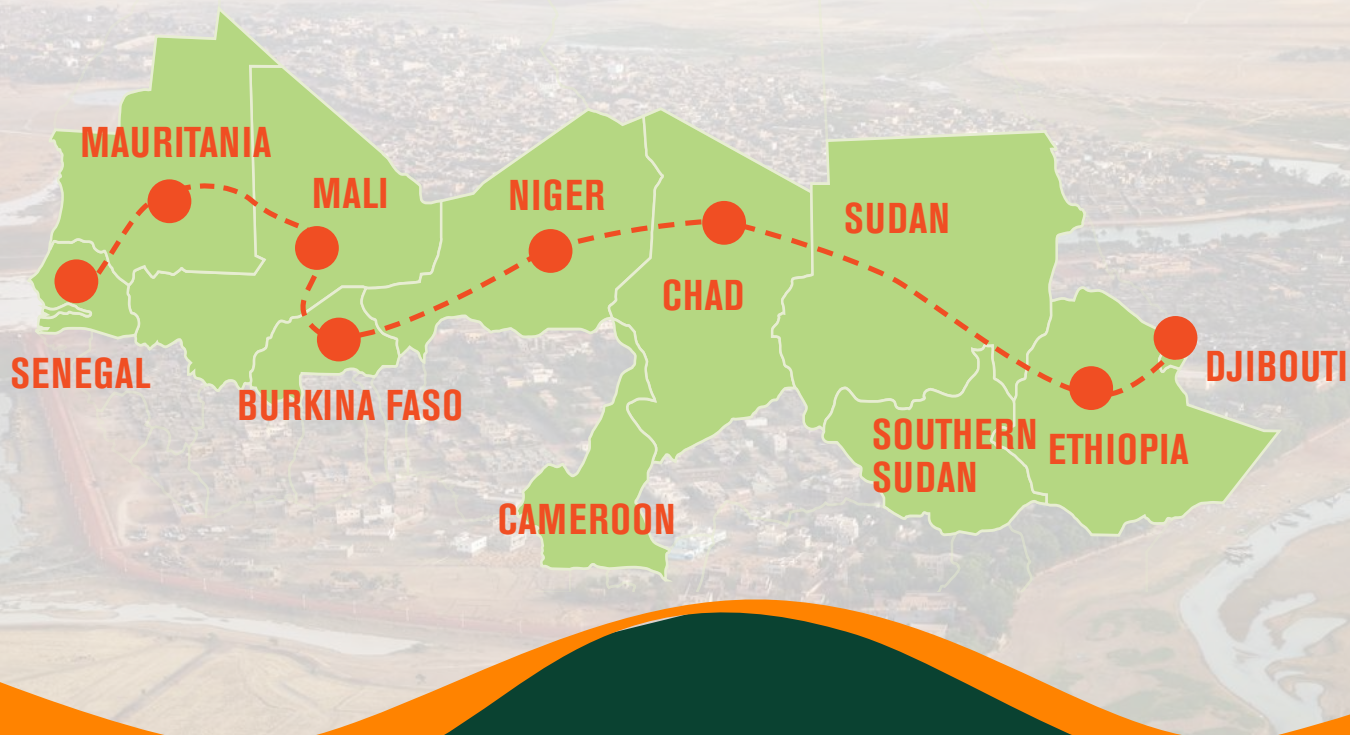 MAURITANIA
MALI
NIGER
SUDAN
CHAD
SENEGAL
BURKINA FASO
DJIBOUTI
SOUTHERN
SUDAN
ETHIOPIA
CAMEROON